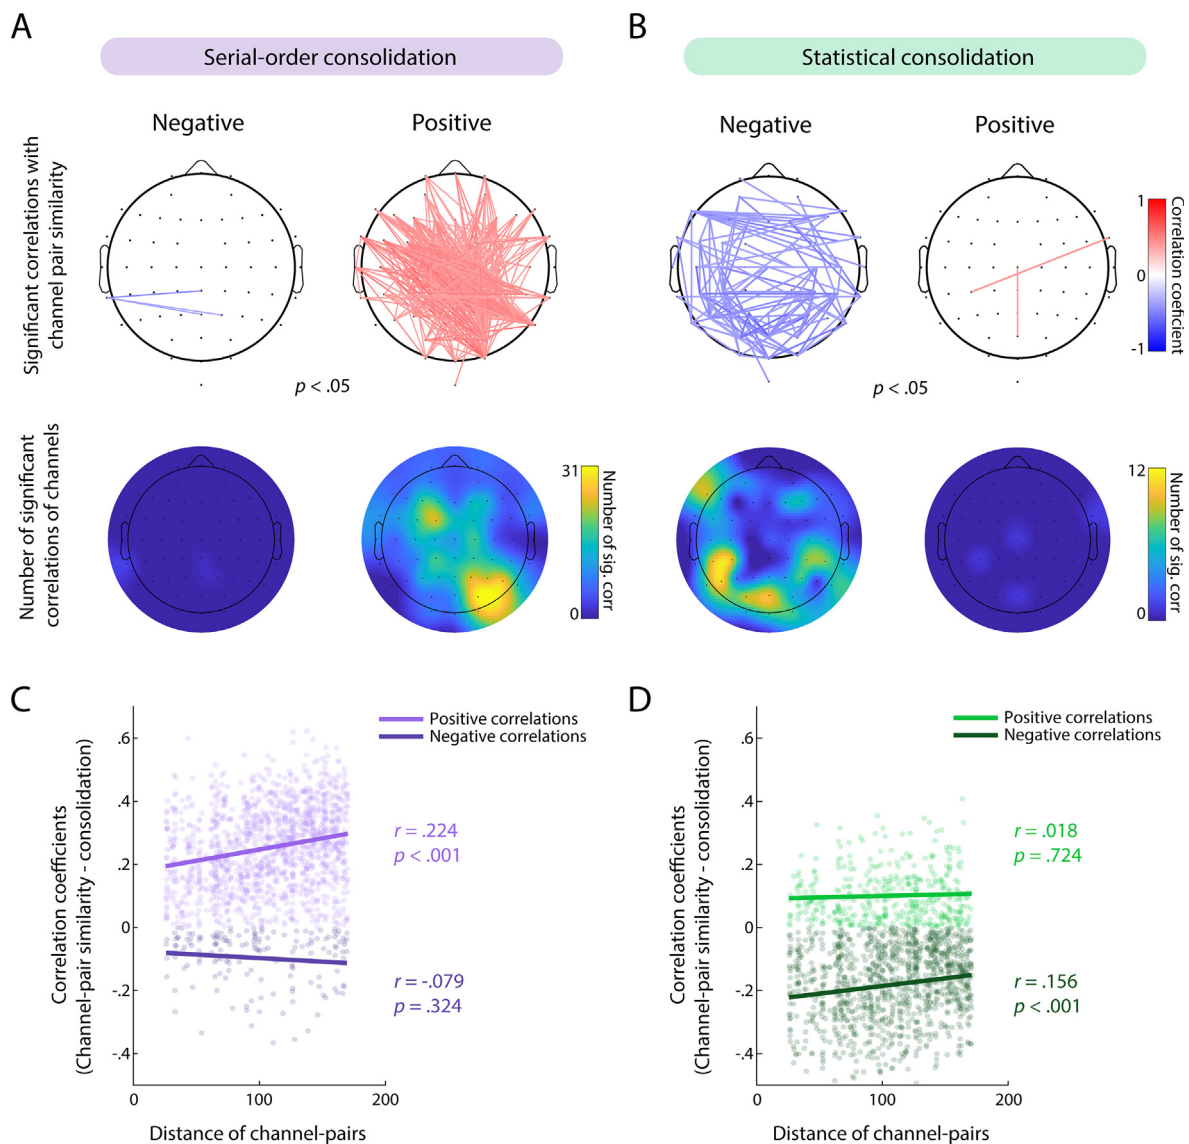 A
B
Serial-order consolidation
Statistical consolidation
Negative
Positive
Negative
Positive
Significant correlations with
channel pair similarity
p < .05
p < .05
1
0
-1
Correlation coefficient
Number of significant
correlations of channels
31
0
Number of sig. corr
12
0
Number of sig. corr
C
Positive correlations
Negative correlations
Correlation coefficients
(Channel-pair similarity - consolidation)
.6
.4
.2
0
-.2
-.4
r = .224
p < .001
r = -.079
p = .324
0
100
200
Distance of channel-pairs
D
Positive correlations
Negative correlations
Correlation coefficients
(Channel-pair similarity - consolidation)
.6
.4
.2
0
-.2
-.4
r = .018
p = .724
r = .156
p < .001
0
100
200
Distance of channel-pairs